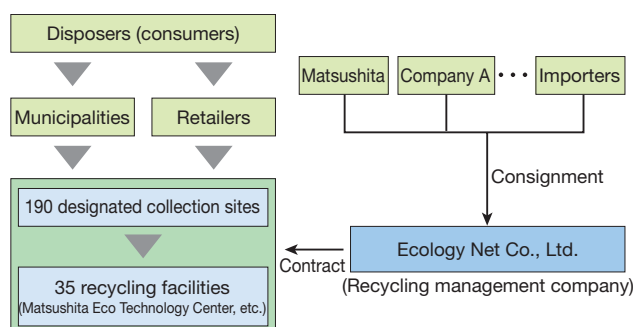 Disposers (consumers)
Municipalities
Retailers
190 designated collection sites
35 recycling facilities
(Matsushita Eco Technology Center, etc.)
Matsushita
Company A
• • •
Importers
Consignment
Contract
Ecology Net Co., Ltd.
(Recycling management company)